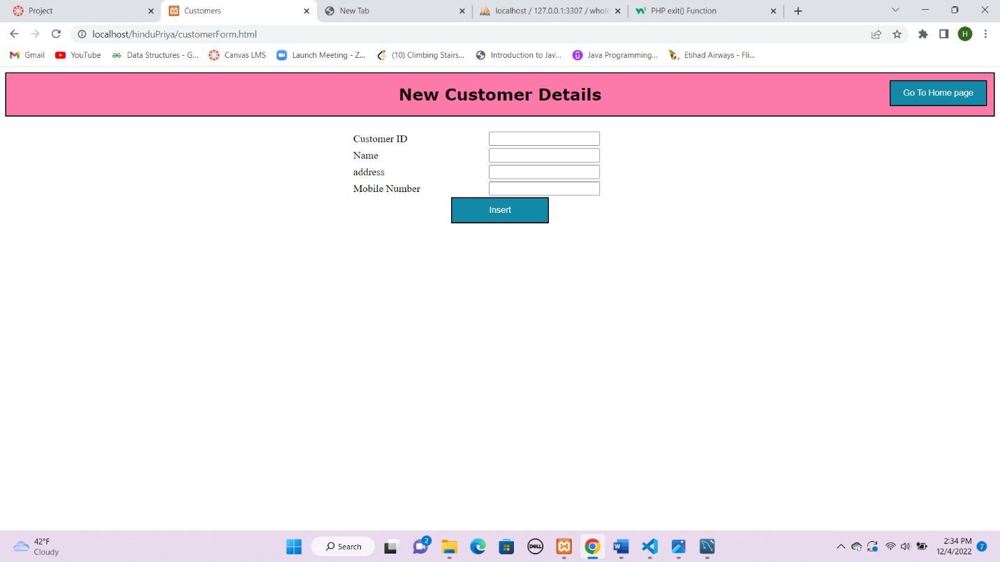 Project
Customers
New Tab
localhost / 127.0.0.1:3307 / whole
PHP exit() Function
localhost/hinduPriya/customerForm.html
H
Gmail
YouTube
Data Structures - G...
Canvas LMS
Launch Meeting - Z...
(10) Climbing Stairs...
Introduction to Jav...
Java Programming...
Etihad Airways - Fli...
New Customer Details
Go To Home page
Customer ID
Name
address
Mobile Number
Insert
42°F
Cloudy
Search
2
DELL
W
2:34 PM
12/4/2022
7